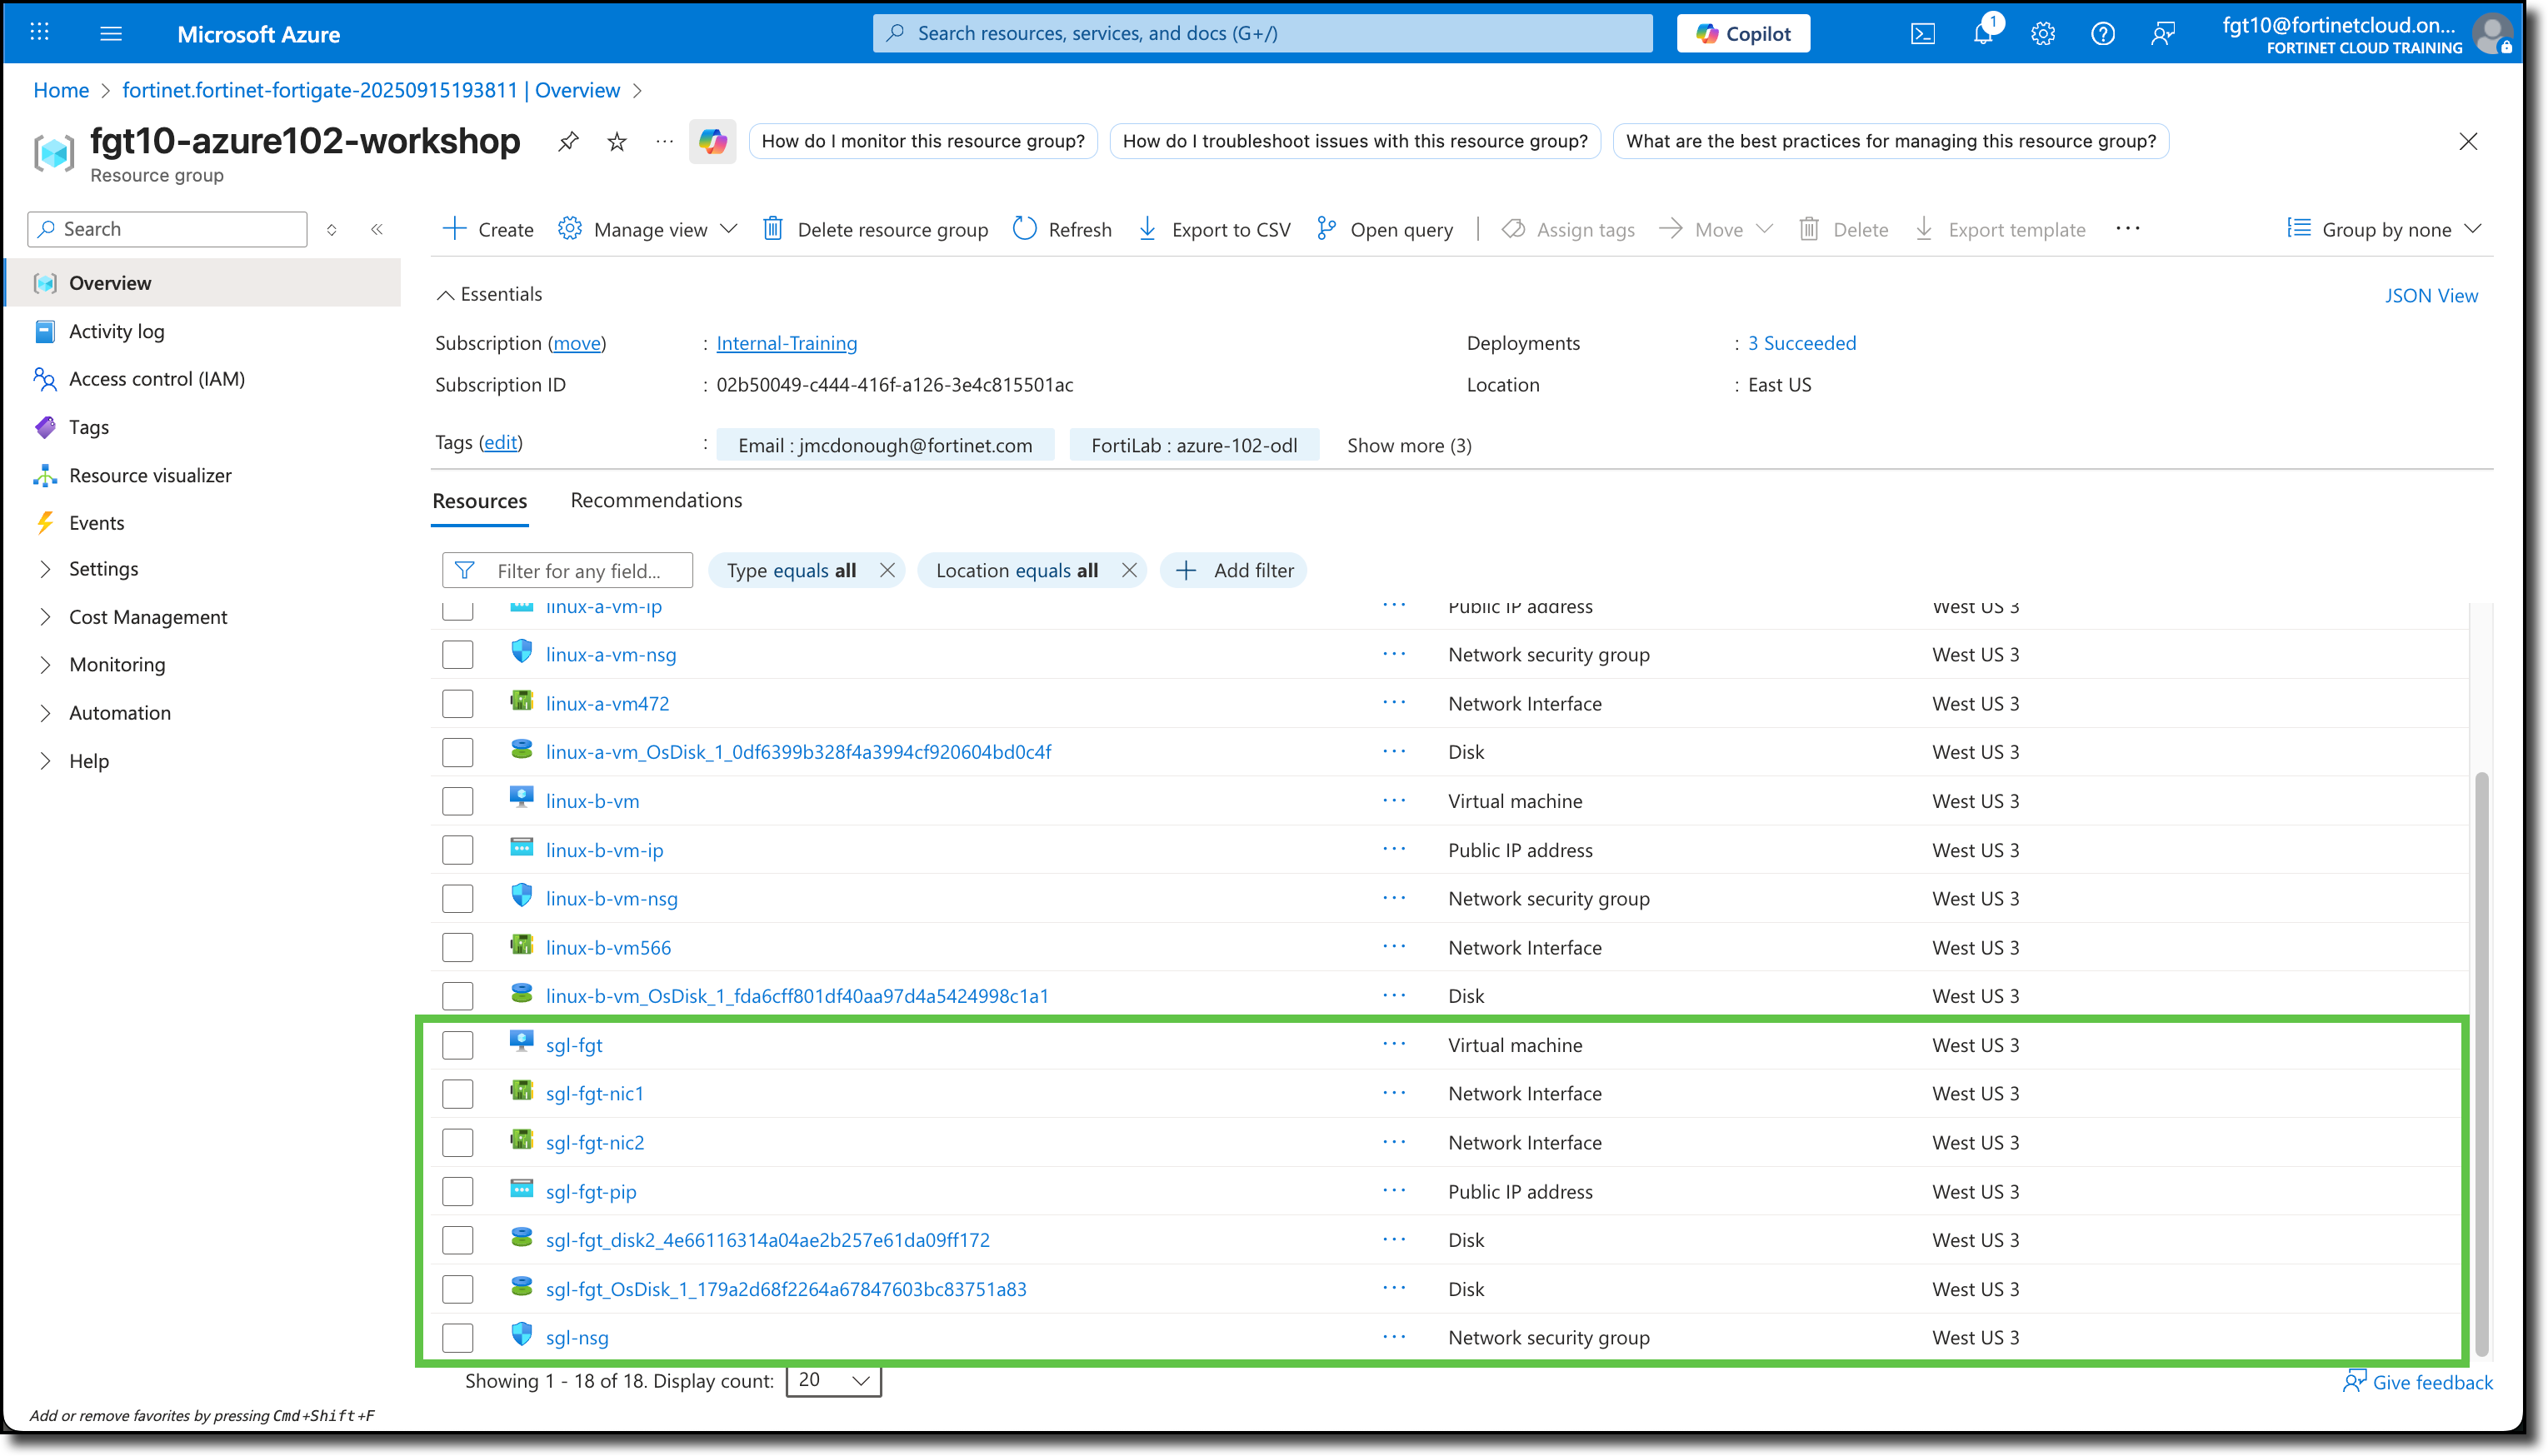 Microsoft Azure
Search resources, services, and docs (G+/)
Copilot
1
fgt10@fortinetcloud.on...
FORTINET CLOUD TRAINING
Home > fortinet.fortinet-fortigate-20250915193811 | Overview >
fgt10-azure102-workshop
Resource group
How do I monitor this resource group?
How do I troubleshoot issues with this resource group?
What are the best practices for managing this resource group?
Search
Create
Manage view
Delete resource group
Refresh
Export to CSV
Open query
Assign tags
Move
Delete
Export template
Group by none
Overview
Activity log
Access control (IAM)
Tags
Resource visualizer
Events
Settings
Cost Management
Monitoring
Automation
Help
Essentials
JSON View
Subscription (move) : Internal-Training
Deployments : 3 Succeeded
Subscription ID : 02b50049-c444-416f-a126-3e4c815501ac
Location : East US
Tags (edit) : Email : jmcdonough@fortinet.com FortiLab : azure-102-odl Show more (3)
Resources Recommendations
Filter for any field...
Type equals all
Location equals all
Add filter
linux-a-vm-ip ... Public IP address West US 3
linux-a-vm-nsg ... Network security group West US 3
linux-a-vm472 ... Network Interface West US 3
linux-a-vm_OsDisk_1_0df6399b328f4a3994cf920604bd0c4f ... Disk West US 3
linux-b-vm ... Virtual machine West US 3
linux-b-vm-ip ... Public IP address West US 3
linux-b-vm-nsg ... Network security group West US 3
linux-b-vm566 ... Network Interface West US 3
linux-b-vm_OsDisk_1_fda6cff801df40aa97d4a5424998c1a1 ... Disk West US 3
sgl-fgt ... Virtual machine West US 3
sgl-fgt-nic1 ... Network Interface West US 3
sgl-fgt-nic2 ... Network Interface West US 3
sgl-fgt-pip ... Public IP address West US 3
sgl-fgt_disk2_4e66116314a04ae2b257e61da09ff172 ... Disk West US 3
sgl-fgt_OsDisk_1_179a2d68f2264a67847603bc83751a83 ... Disk West US 3
sgl-nsg ... Network security group West US 3
Showing 1 - 18 of 18. Display count: 20
Give feedback
Add or remove favorites by pressing Cmd+Shift+F